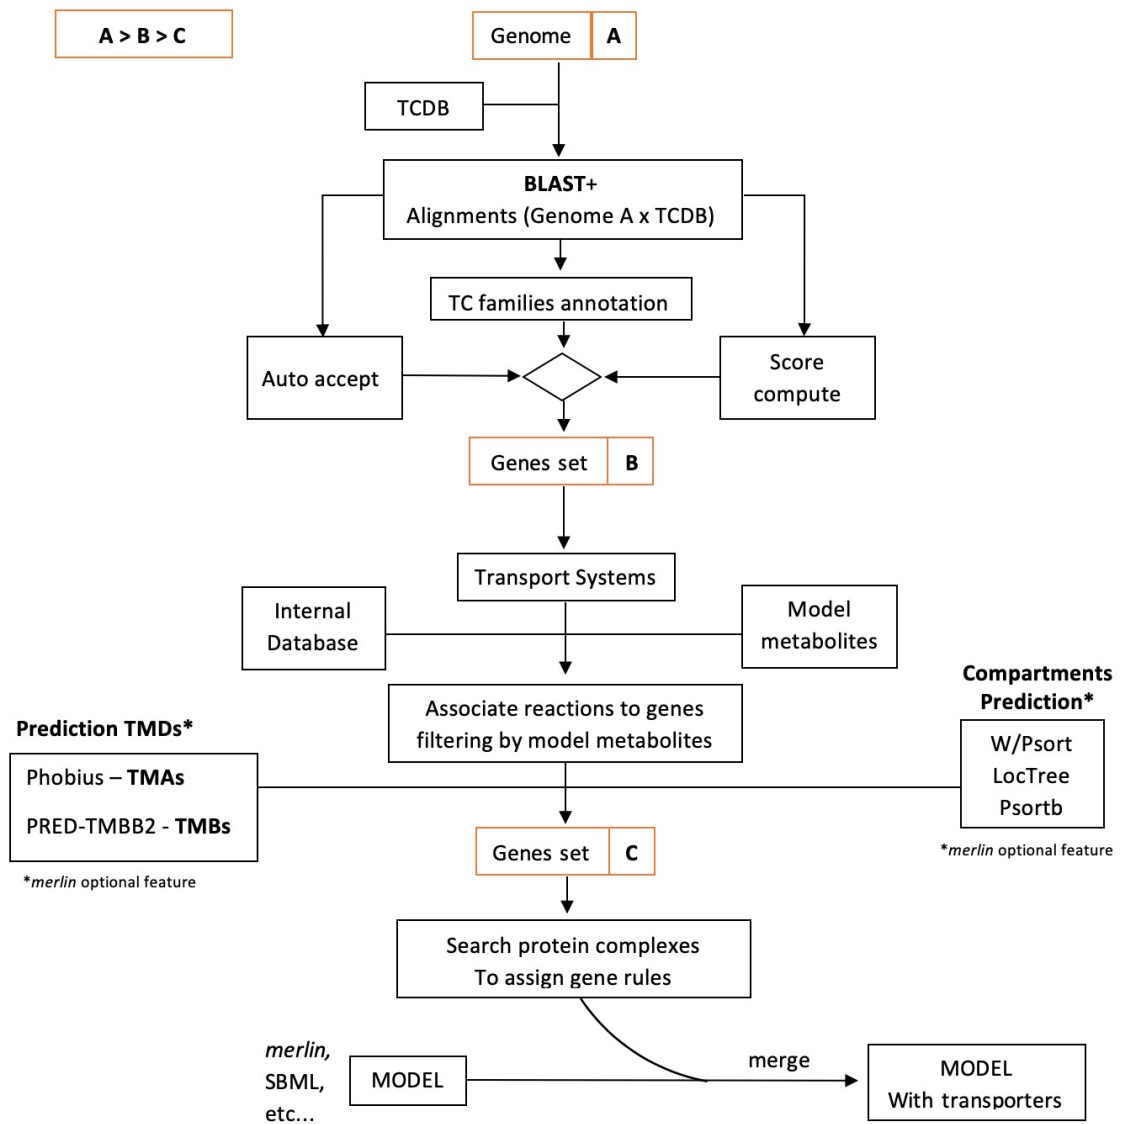 A > B > C
Genome A
TCDB
BLAST+
Alignments (Genome A x TCDB)
TC families annotation
Auto accept
Score
compute
Genes set B
Transport Systems
Internal
Database
Model
metabolites
Associate reactions to genes
filtering by model metabolites
Compartments
Prediction*
W/Psort
LocTree
Psortb
*merlin optional feature
Prediction TMDs*
Phobius – TMAs
PRED-TMBB2 - TMBs
*merlin optional feature
Genes set C
Search protein complexes
To assign gene rules
merlin,
SBML,
etc...
MODEL
merge
MODEL
With transporters